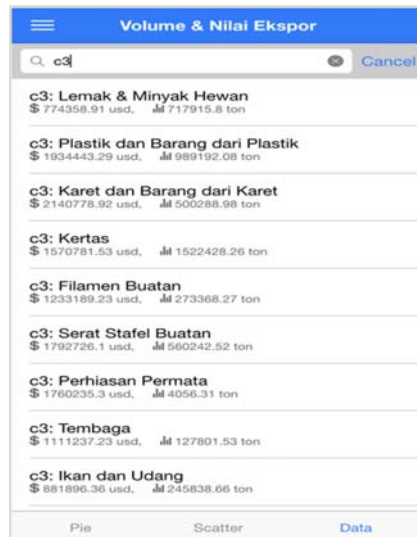 Volume & Nilai Ekspor
c3
Cancel
c3: Lemak & Minyak Hewan
$ 774358.91 usd, 717915.8 ton
c3: Plastik dan Barang dari Plastik
$ 1934443.29 usd, 989192.08 ton
c3: Karet dan Barang dari Karet
$ 2140778.92 usd, 500288.98 ton
c3: Kertas
$ 1570781.53 usd, 1522428.26 ton
c3: Filamen Buatan
$ 1233189.23 usd, 273368.27 ton
c3: Serat Stafel Buatan
$ 1792726.1 usd, 560242.52 ton
c3: Perhiasan Permata
$ 1760235.3 usd, 4056.31 ton
c3: Tembaga
$ 1111237.23 usd, 127801.53 ton
c3: Ikan dan Udang
$ 881896.36 usd, 245838.66 ton
Pie
Scatter
Data